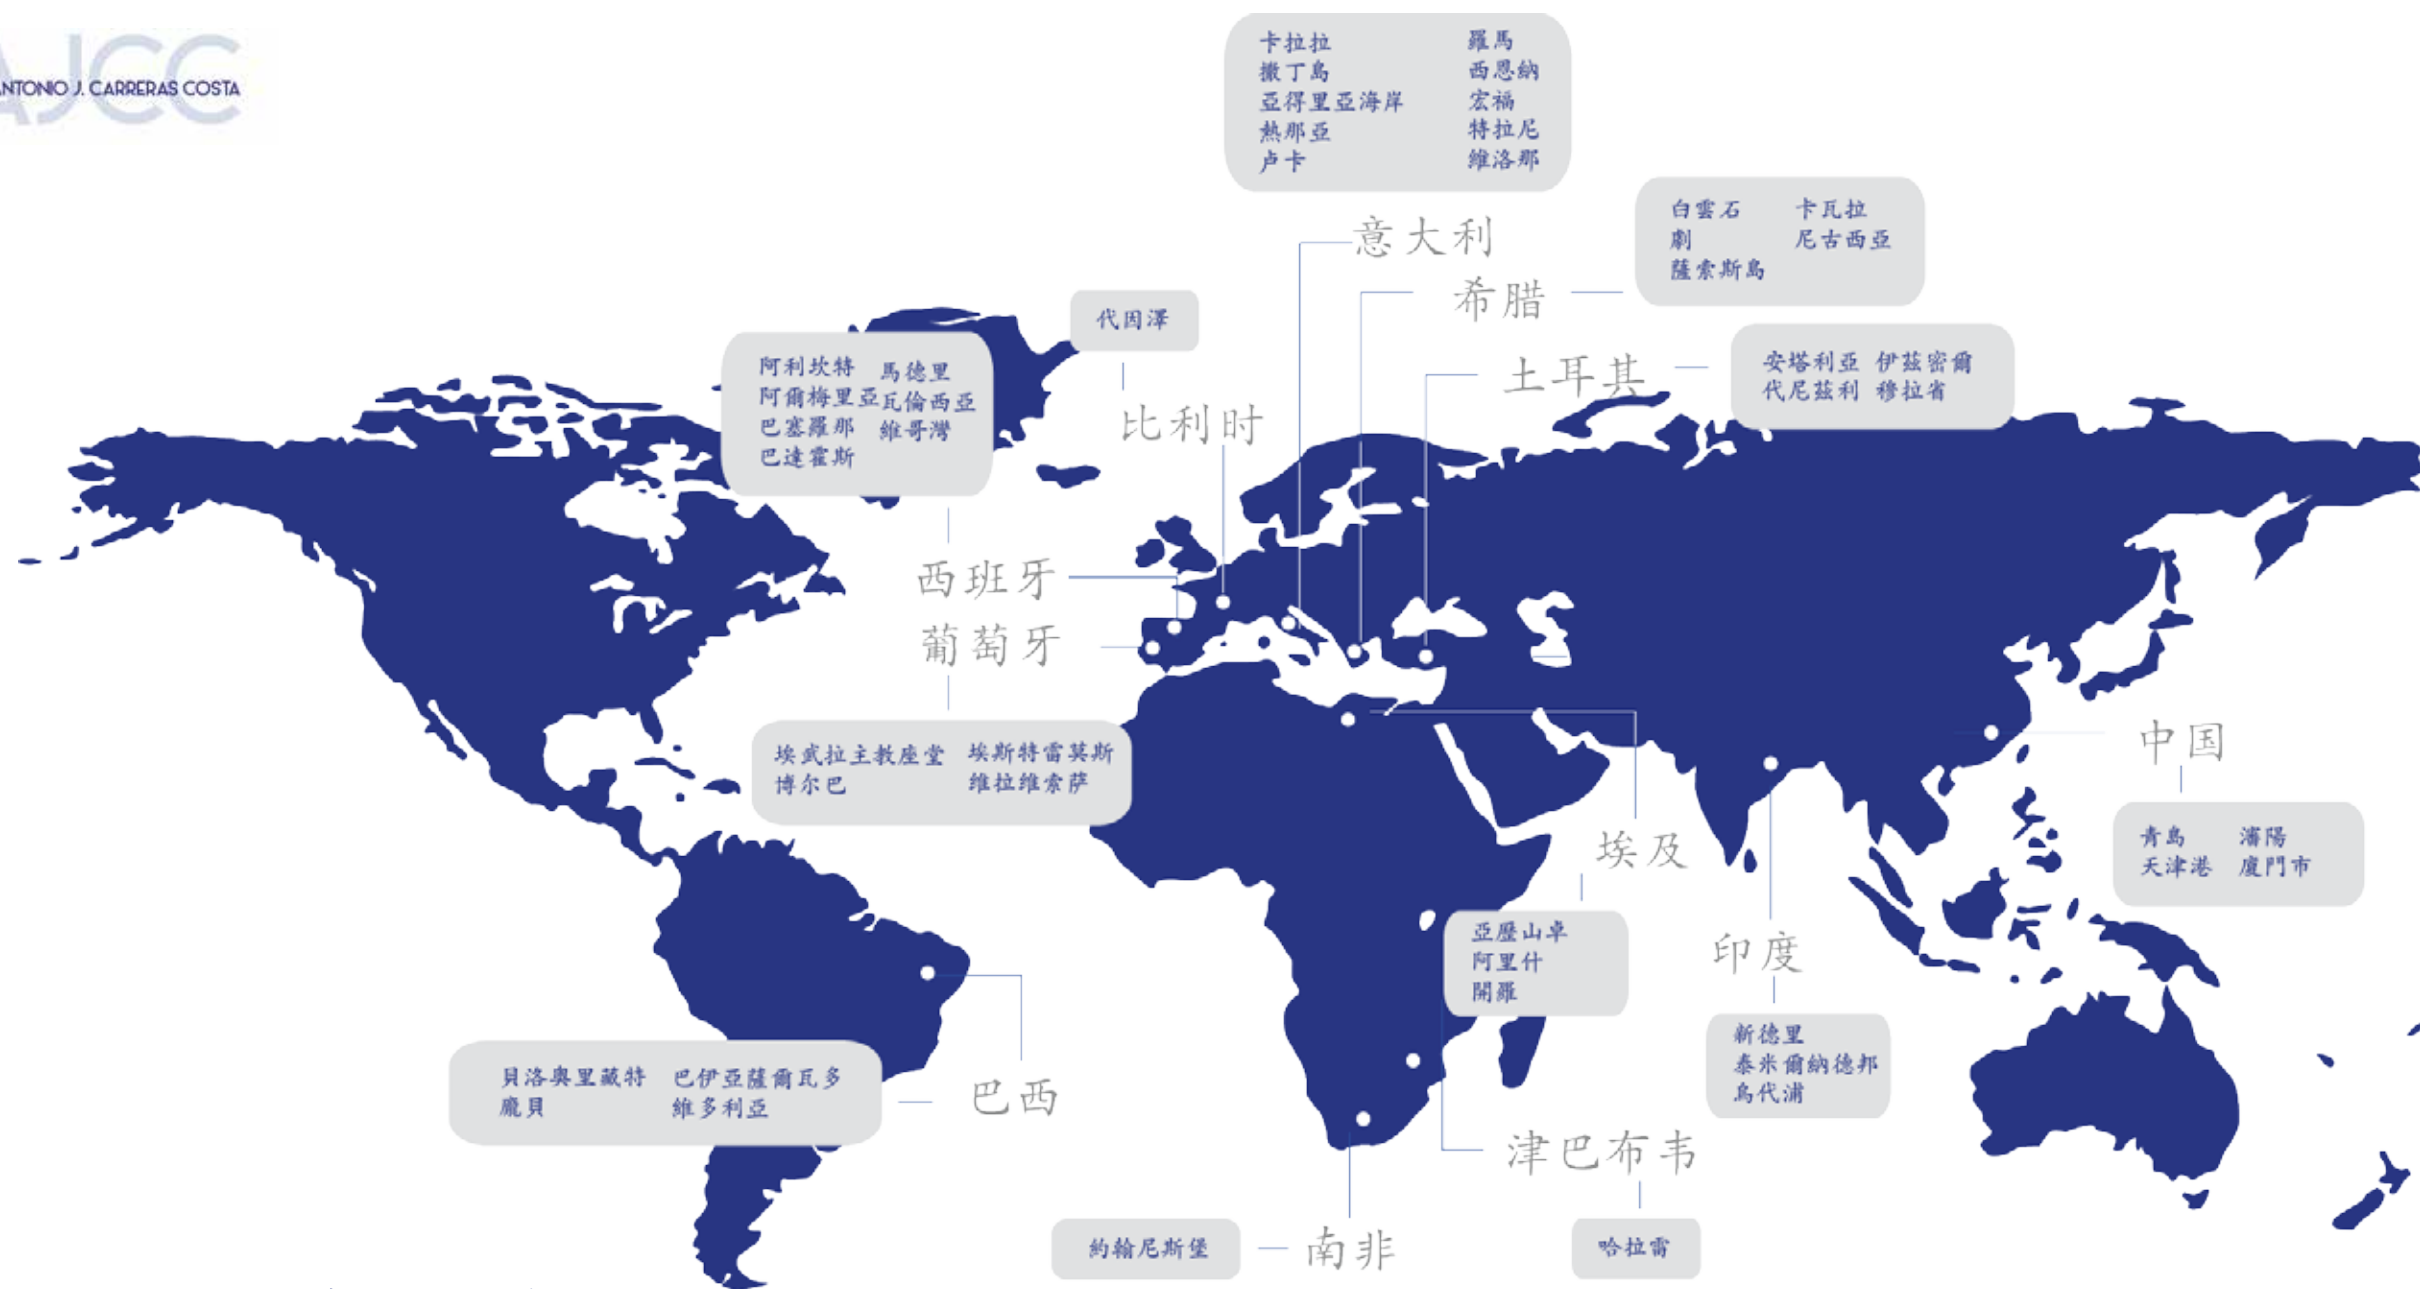 AJCC
ANTONIO J. CARRERAS COSTA
卡拉拉 羅馬
撒丁島 西恩納
亞得里亞海岸 宏福
熱那亞 特拉尼
卢卡 維洛那
意大利
白雲石 卡瓦拉
劇 尼古西亞
薩索斯島
希腊
代因澤
比利时
安塔利亞 伊茲密爾
代尼茲利 穆拉省
土耳其
阿利坎特 馬德里
阿爾梅里亞 瓦倫西亞
巴塞羅那 維哥灣
巴達霍斯
西班牙
葡萄牙
埃武拉主教座堂 埃斯特雷莫斯
博尔巴 维拉维索萨
中国
青島 瀋陽
天津港 廈門市
埃及
亞歷山卓
阿里什
開羅
印度
新德里
泰米爾納德邦
烏代浦
巴西
貝洛奧里藏特 巴伊亞薩爾瓦多
龐貝 維多利亞
津巴布韦
哈拉雷
南非
約翰尼斯堡